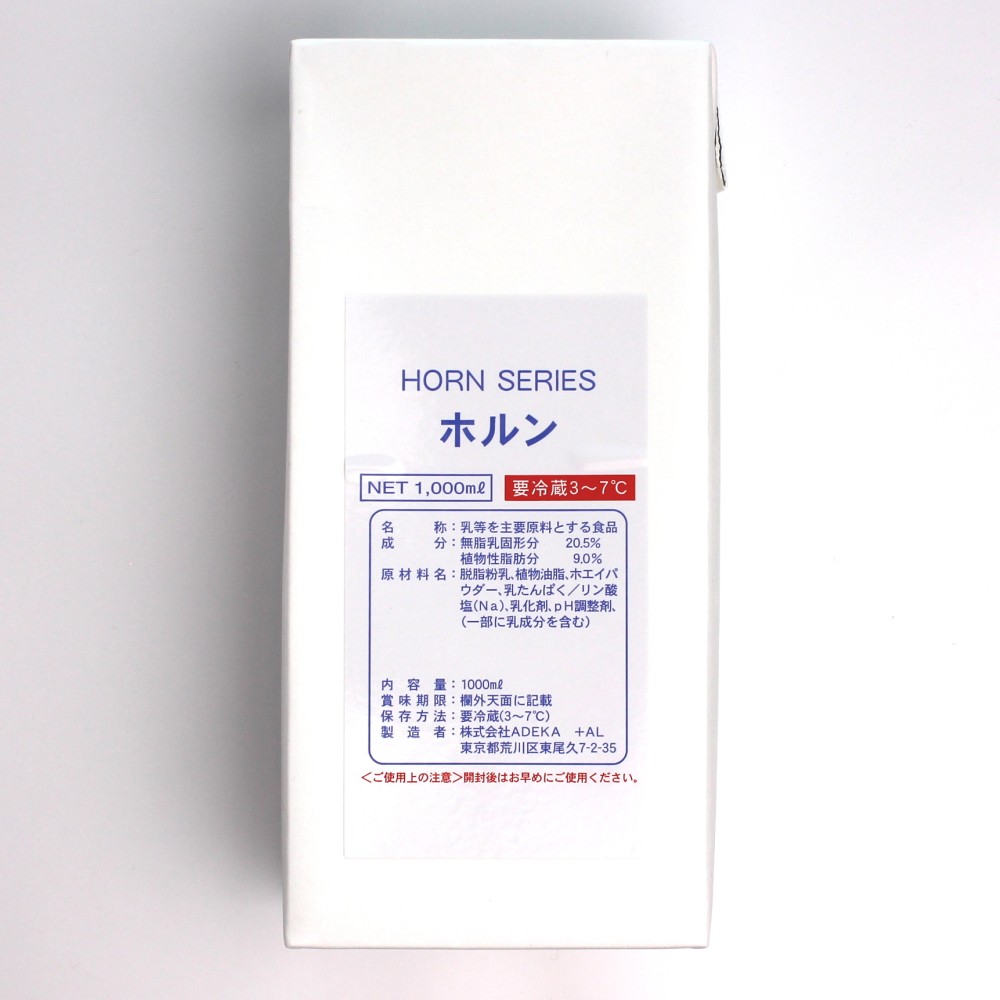 HORN SERIES
ホルン
NET 1,000mℓ 要冷蔵3〜7℃
名称：乳等を主要原料とする食品
成分：無脂乳固形分 20.5%
植物性脂肪分 9.0%
原材料名：脱脂粉乳、植物油脂、ホエイパ
ウダー、乳たんぱく／リン酸
塩(Na)、乳化剤、pH調整剤、
(一部に乳成分を含む)
内容量：1000mℓ
賞味期限：欄外天面に記載
保存方法：要冷蔵(3〜7℃)
製造者：株式会社ADEKA +AL
東京都荒川区東尾久7-2-35
＜ご使用上の注意＞開封後はお早めにご使用ください。